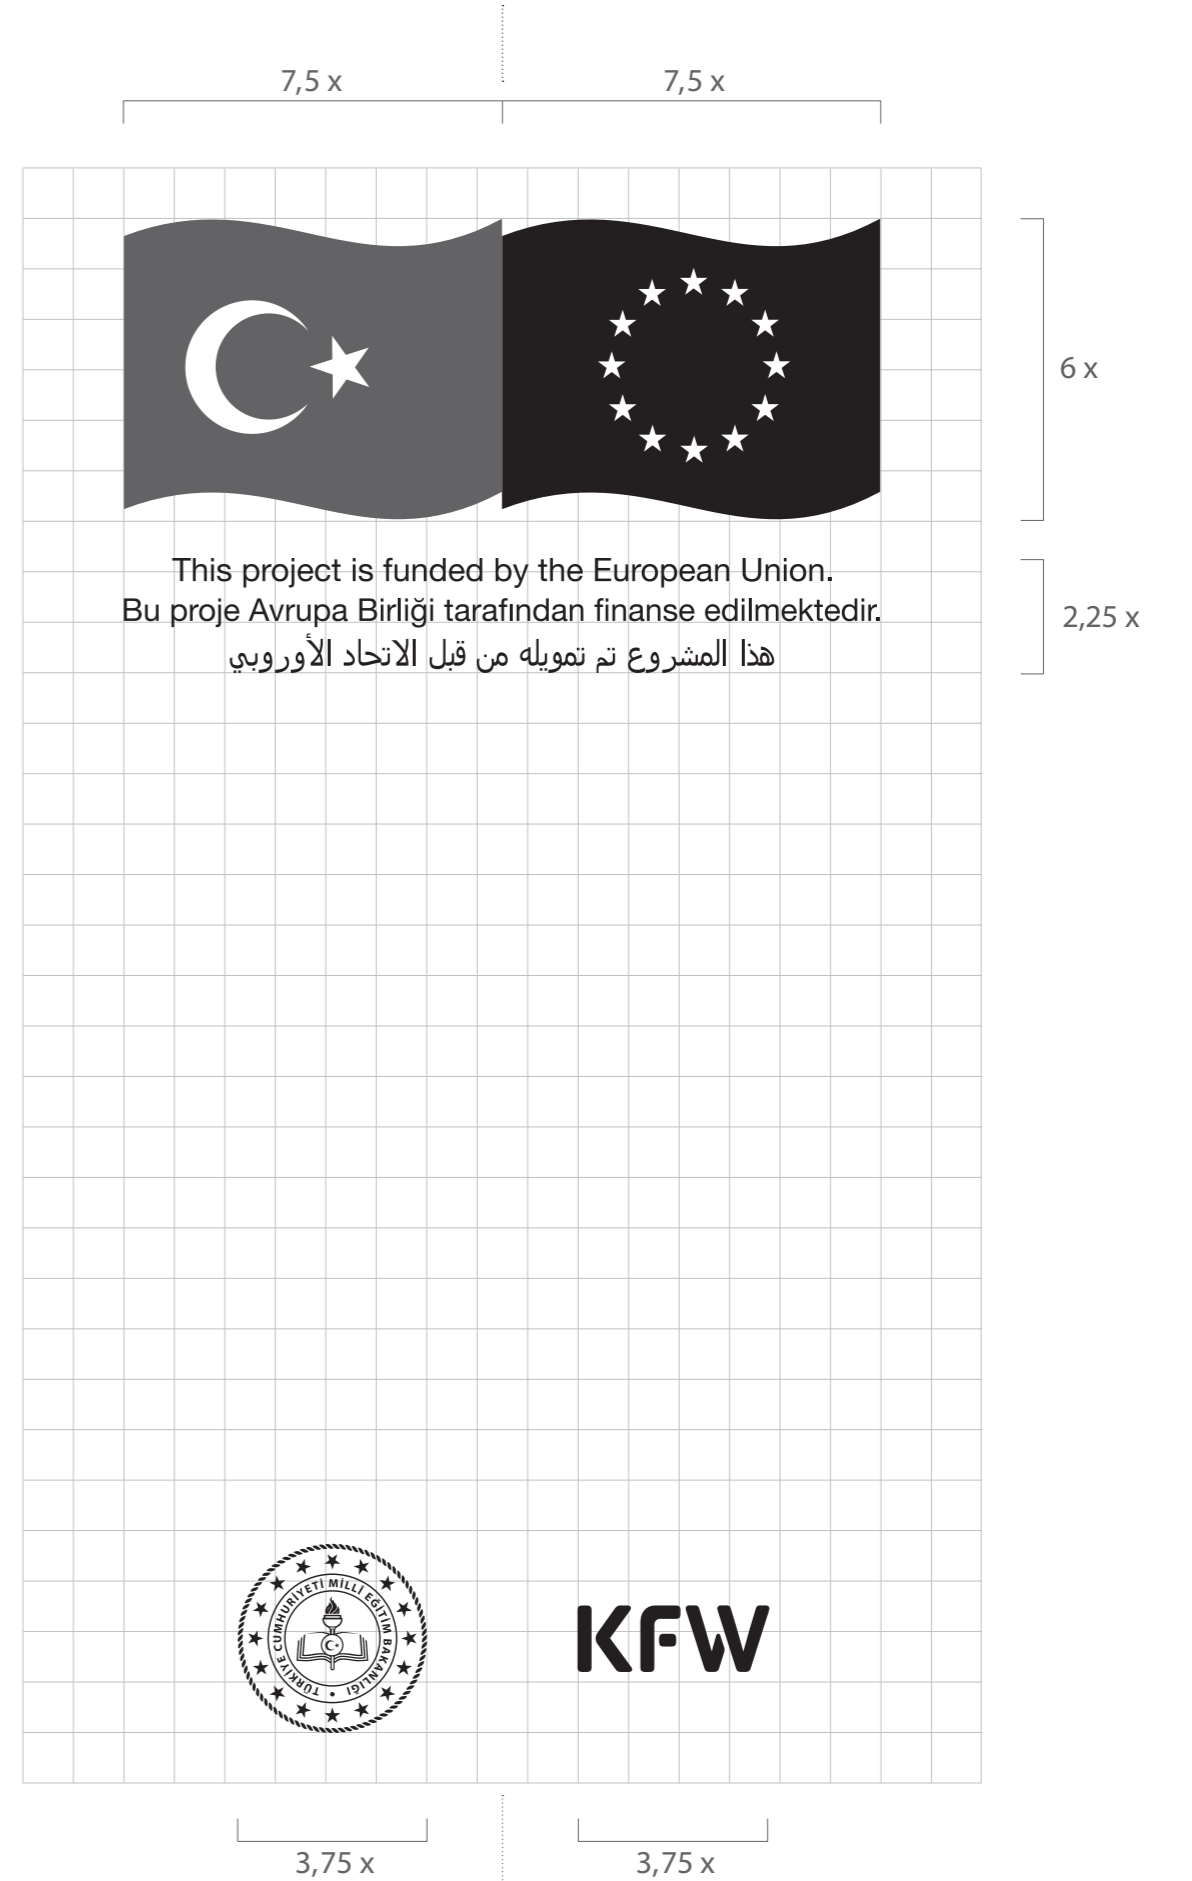 7,5 x 7,5 x
6 x
This project is funded by the European Union.
Bu proje Avrupa Birliği tarafından finanse edilmektedir.
2,25 x
هذا المشروع تم تمويله من قبل الاتحاد الأوروبي
TÜRKİYE CUMHURİYETİ MİLLİ EĞİTİM BAKANLIĞI
KFW
3,75 x 3,75 x